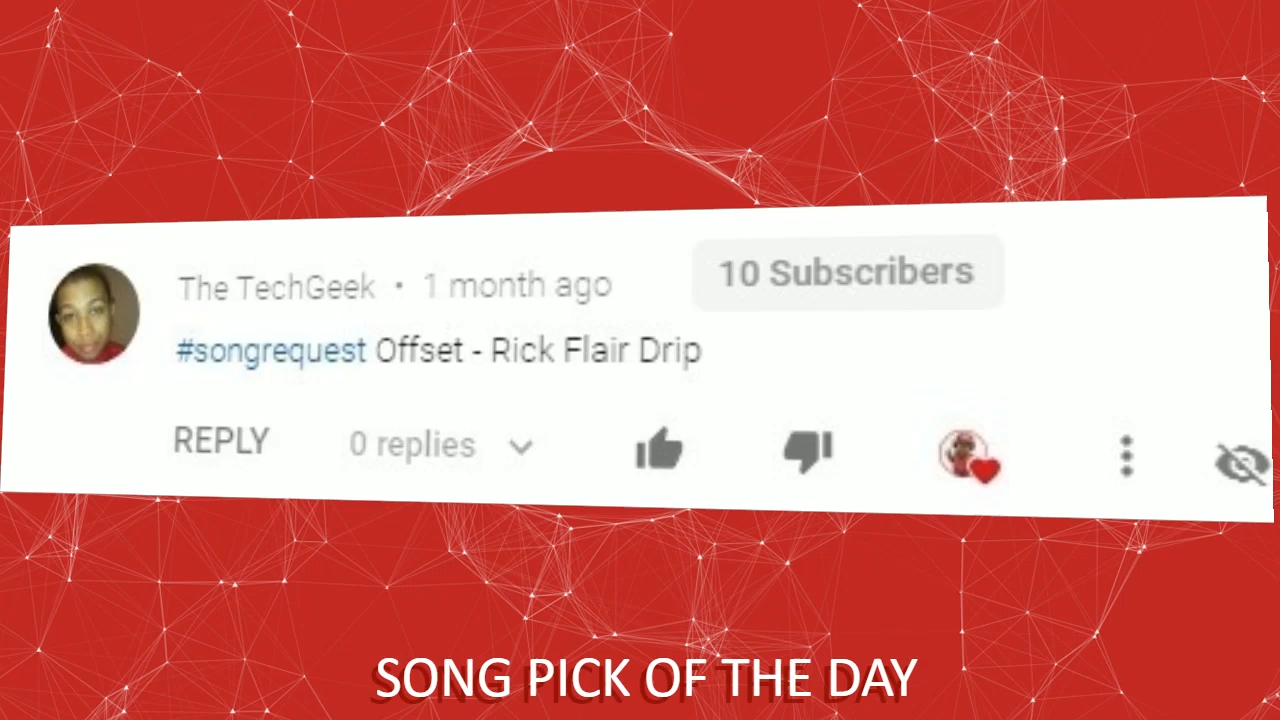 The TechGeek • 1 month ago 10 Subscribers
#songrequest Offset - Rick Flair Drip
REPLY 0 replies
SONG PICK OF THE DAY